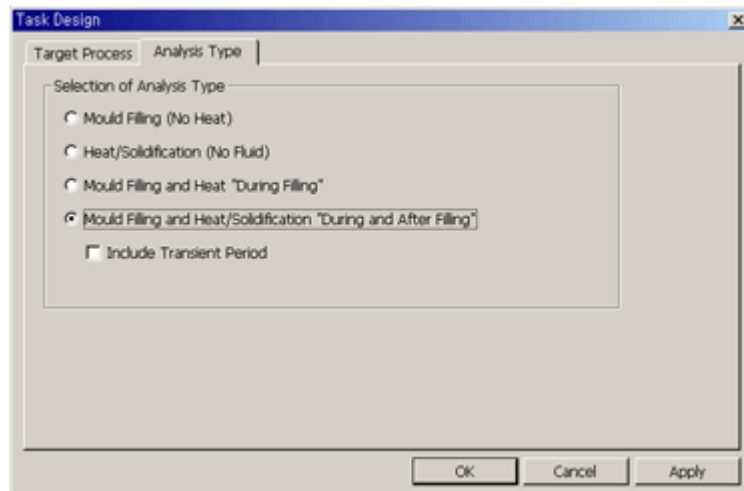 Task Design
Target Process Analysis Type
Selection of Analysis Type
Mould Filling (No Heat)
Heat/Solidification (No Fluid)
Mould Filling and Heat "During Filling"
Mould Filling and Heat/Solidification "During and After Filling"
Include Transient Period
OK Cancel Apply